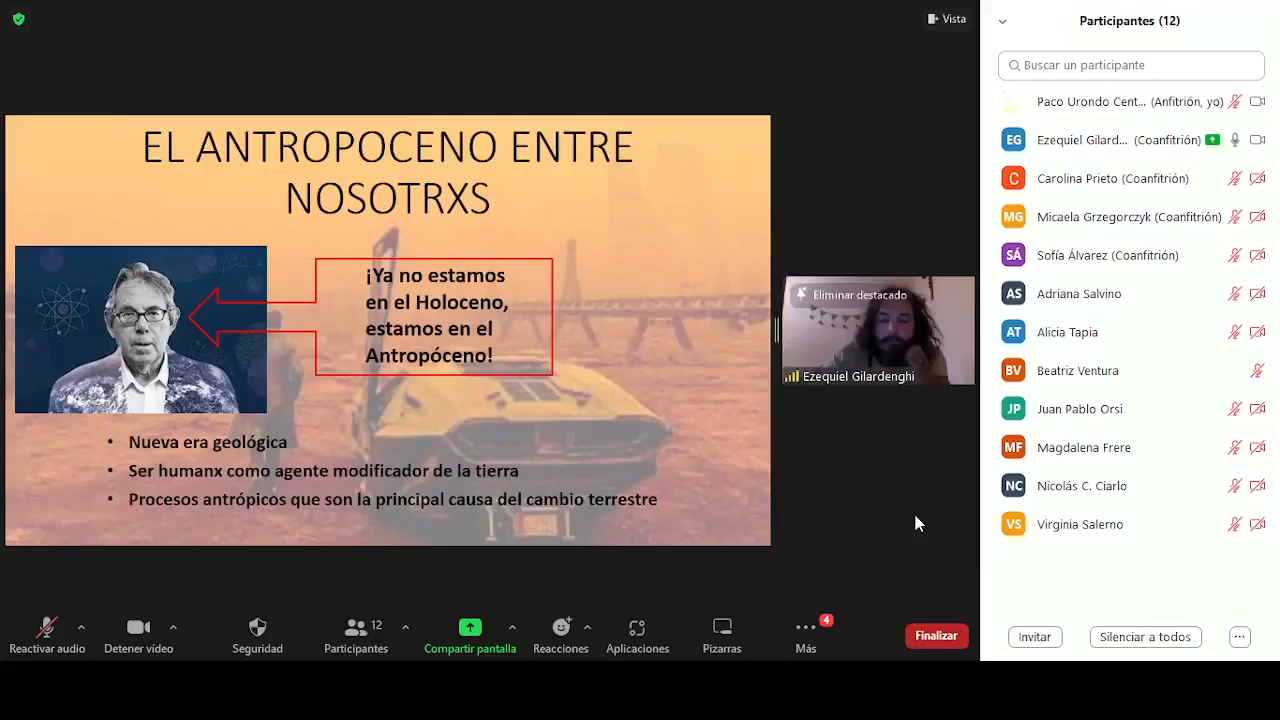 Vista
EL ANTROPOCENO ENTRE
NOSOTRXS
¡Ya no estamos
en el Holoceno,
estamos en el
Antropóceno!
• Nueva era geológica
• Ser humanx como agente modificador de la tierra
• Procesos antrópicos que son la principal causa del cambio terrestre
Eliminar destacado
Ezequiel Gilardenghi
Participantes (12)
Buscar un participante
Paco Urondo Cent... (Anfitrión, yo)
EG Ezequiel Gilard... (Coanfitrión)
C Carolina Prieto (Coanfitrión)
MG Micaela Grzegorczyk (Coanfitrión)
SÁ Sofía Álvarez (Coanfitrión)
AS Adriana Salvino
AT Alicia Tapia
BV Beatriz Ventura
JP Juan Pablo Orsi
MF Magdalena Frere
NC Nicolás C. Ciarlo
VS Virginia Salerno
Invitar
Silenciar a todos
Reactivar audio
Detener vídeo
Seguridad
12
Participantes
Compartir pantalla
Reacciones
Aplicaciones
Pizarras
4
Más
Finalizar